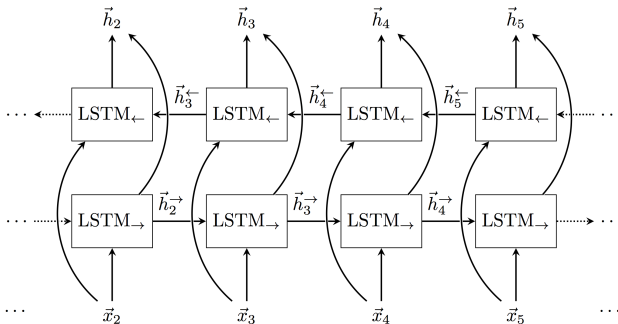 h⃗₂ h⃗₃ h⃗₄ h⃗₅
h⃗₃← h⃗₄← h⃗₅←
... LSTM← LSTM← LSTM← LSTM← ...
h⃗₂→ h⃗₃→ h⃗₄→
... LSTM→ LSTM→ LSTM→ LSTM→ ...
... x⃗₂ x⃗₃ x⃗₄ x⃗₅ ...